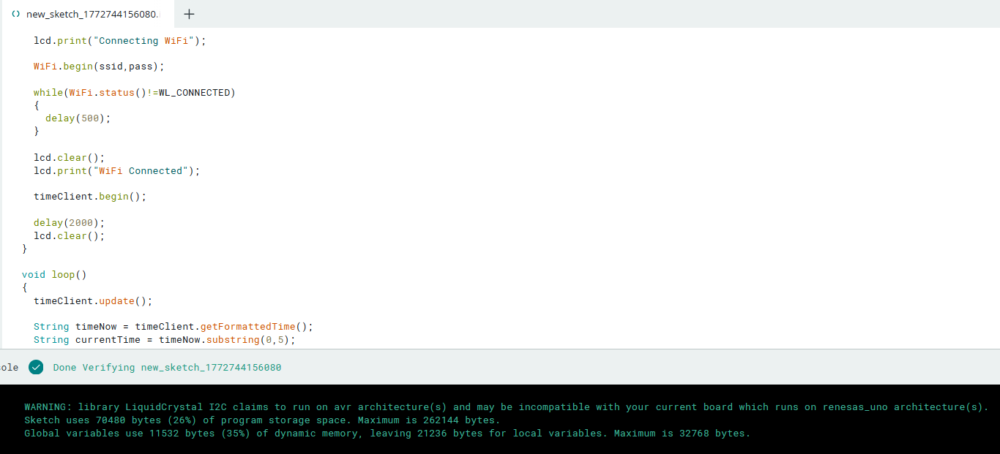 new_sketch_1772744156080.
lcd.print("Connecting WiFi");
WiFi.begin(ssid,pass);
while(WiFi.status()!=WL_CONNECTED)
{
delay(500);
}
lcd.clear();
lcd.print("WiFi Connected");
timeClient.begin();
delay(2000);
lcd.clear();
}
void loop()
{
timeClient.update();
String timeNow = timeClient.getFormattedTime();
String currentTime = timeNow.substring(0,5);
ole Done Verifying new_sketch_1772744156080
WARNING: library LiquidCrystal I2C claims to run on avr architecture(s) and may be incompatible with your current board which runs on renesas_uno architecture(s).
Sketch uses 70480 bytes (26%) of program storage space. Maximum is 262144 bytes.
Global variables use 11532 bytes (35%) of dynamic memory, leaving 21236 bytes for local variables. Maximum is 32768 bytes.